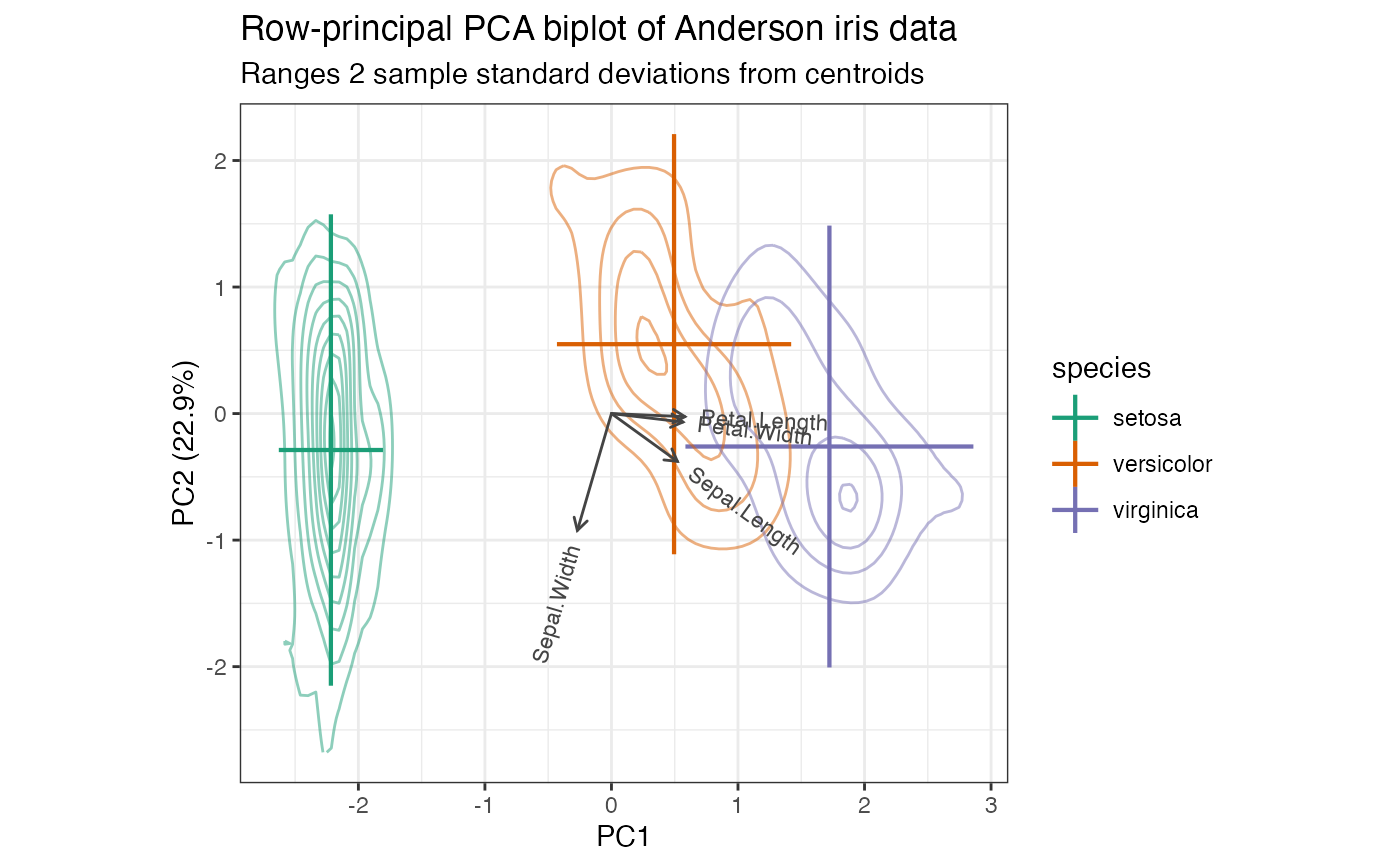 Row-principal PCA biplot of Anderson iris data
Ranges 2 sample standard deviations from centroids
PC2 (22.9%)
2
1
0
-1
-2
Petal.Length
Petal.Width
Sepal.Length
Sepal.Width
-2
-1
0
1
2
3
PC1
species
setosa
versicolor
virginica